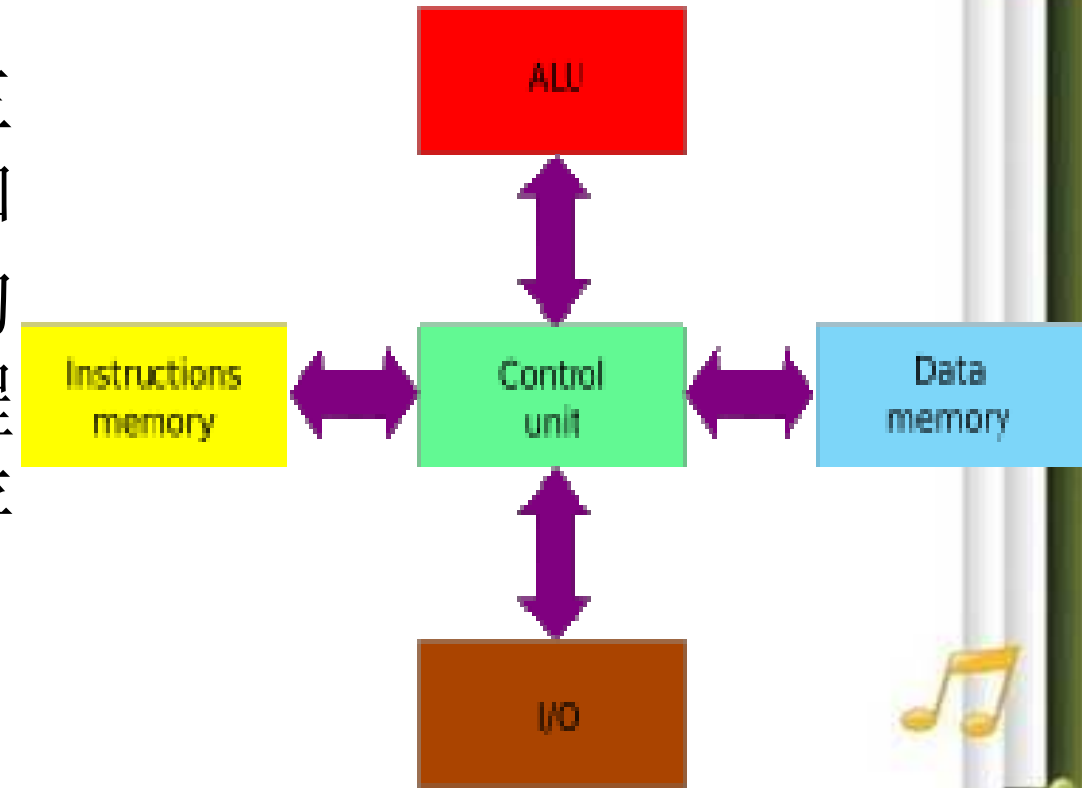 ALU
Instructions
memory
Control
unit
Data
memory
I/O